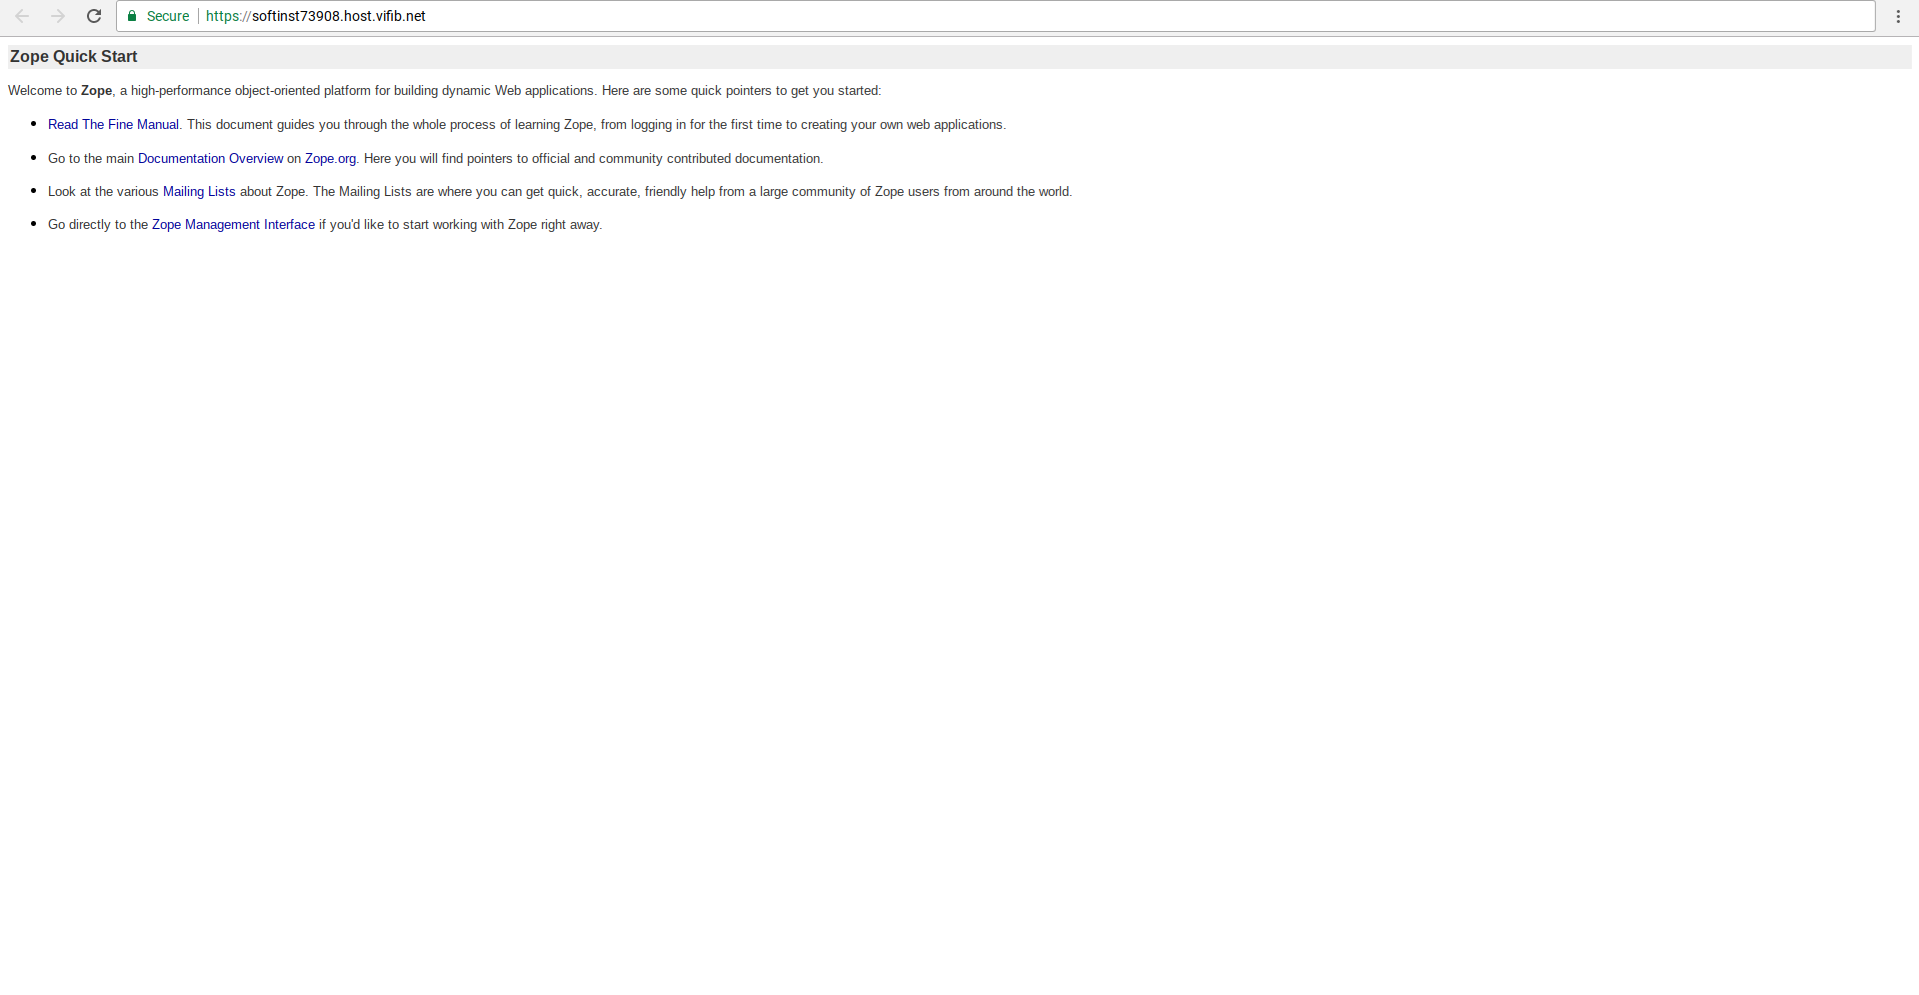 Secure https://softinst73908.host.vifib.net
Zope Quick Start
Welcome to Zope, a high-performance object-oriented platform for building dynamic Web applications. Here are some quick pointers to get you started:
Read The Fine Manual. This document guides you through the whole process of learning Zope, from logging in for the first time to creating your own web applications.
Go to the main Documentation Overview on Zope.org. Here you will find pointers to official and community contributed documentation.
Look at the various Mailing Lists about Zope. The Mailing Lists are where you can get quick, accurate, friendly help from a large community of Zope users from around the world.
Go directly to the Zope Management Interface if you'd like to start working with Zope right away.